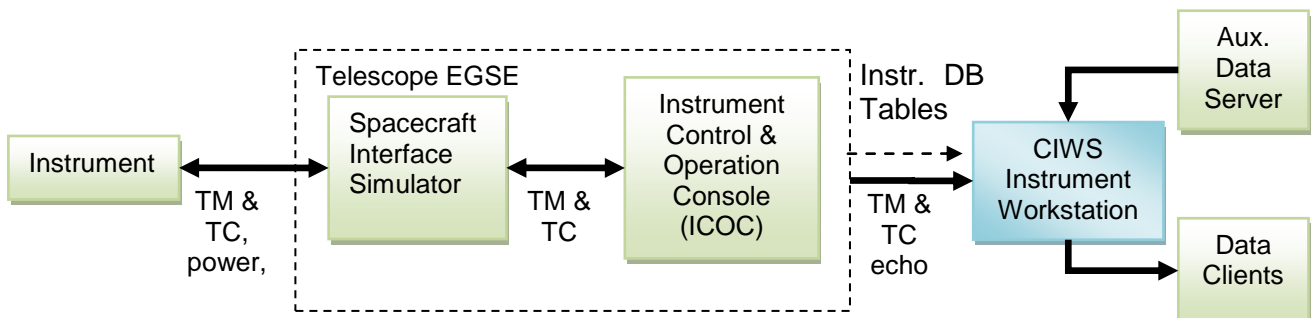 Instrument
TM &
TC,
power,
Telescope EGSE
Spacecraft
Interface
Simulator
TM &
TC
Instrument
Control &
Operation
Console
(ICOC)
Instr. DB
Tables
TM &
TC
echo
CIWS
Instrument
Workstation
Aux.
Data
Server
Data
Clients